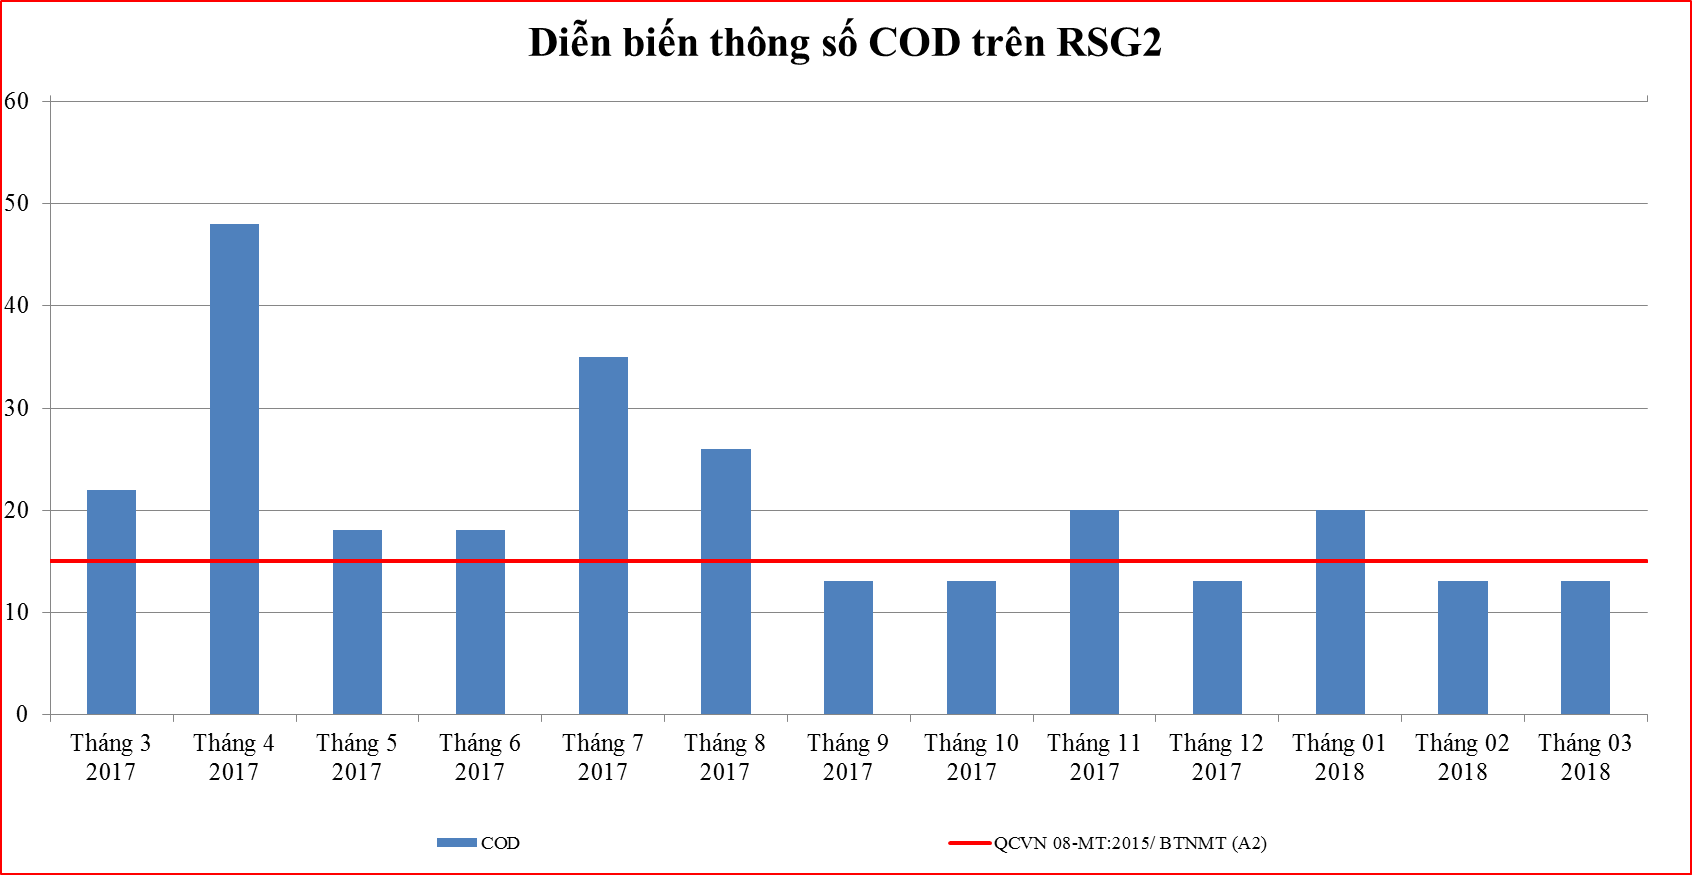 Diễn biến thông số COD trên RSG2
60
50
40
30
20
10
0
Tháng 3 Tháng 4 Tháng 5 Tháng 6 Tháng 7 Tháng 8 Tháng 9 Tháng 10 Tháng 11 Tháng 12 Tháng 01 Tháng 02 Tháng 03
2017 2017 2017 2017 2017 2017 2017 2017 2017 2017 2018 2018 2018
COD QCVN 08-MT:2015/ BTNMT (A2)